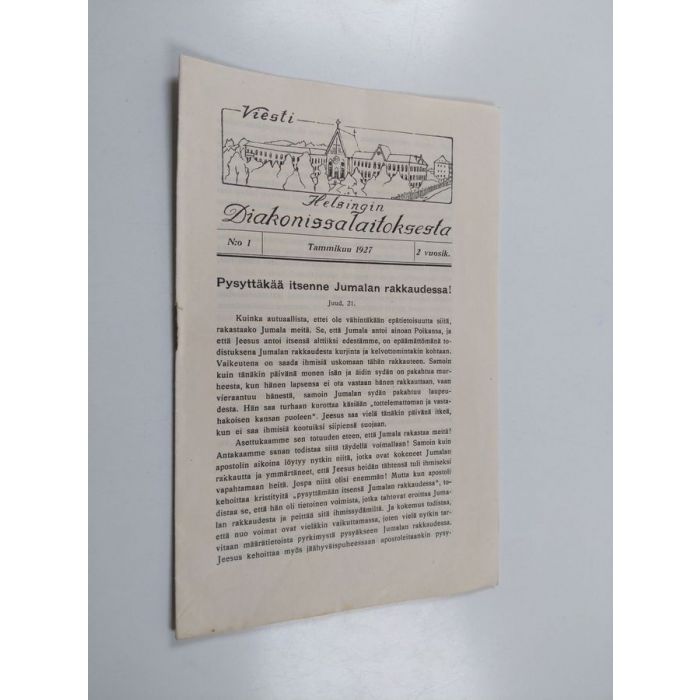 Viesti
Helsingin
Diakonissalaitoksesta
N:o 1 Tammikuu 1927 2 vuosik.
Pysyttäkää itsenne Jumalan rakkaudessa!
Juud. 21.
Kuinka autuaallista, ettei ole vähintäkään epätietoisuutta siitä,
rakastaako Jumala meitä. Se, että Jumala antoi ainoan Poikansa, ja
että Jeesus antoi itsensä alttiiksi edestämme, on epäämättömänä to-
distuksena Jumalan rakkaudesta kurjinta ja kelvottomintakin kohtaan.
Vaikeutena on saada ihmisiä uskomaan tähän rakkauteen. Samoin
kuin tänäkin päivänä monen isän ja äidin sydän on pakahtua mur-
heesta, kun hänen lapsensa ei ota vastaan hänen rakkauttaan, vaan
vieraantuu hänestä, samoin Jumalan sydän pakahtuu laupeu-
desta. Hän saa turhaan kurottaa käsiään „tottelemattoman ja vasta-
hakoisen kansan puoleen“. Jeesus saa vielä tänäkin päivänä itkeä,
kun ei saa ihmisiä kootuiksi siipiensä suojaan.
Asettukaamme sen totuuden eteen, että Jumala rakastaa meitä!
Antakaamme sanan todistaa siitä täydellä voimallaan! Samoin kuin
apostolin aikoina löytyy nytkin niitä, jotka ovat kokeneet Jumalan
rakkautta ja ymmärtäneet, että Jeesus heidän tähtensä tuli ihmiseksi
vapahtamaan heitä. Jospa niitä olisi enemmän! Mutta kun apostoli
kehoittaa kristityitä „pysyttämään itsensä Jumalan rakkaudessa“, to-
distaa se, että hän oli tietoinen voimista, jotka tahtovat eroittaa Juma-
lan rakkaudesta ja peittää sitä ihmissydämiltä. Ja kokemus todistaa,
että nuo voimat ovat vieläkin vaikuttamassa, joten vielä nytkin tar-
vitaan määrätietoista pyrkimystä pysyäkseen Jumalan rakkaudessa.
Jeesus kehoittaa myös jäähyväispuheessaan apostoleitaankin pysy-